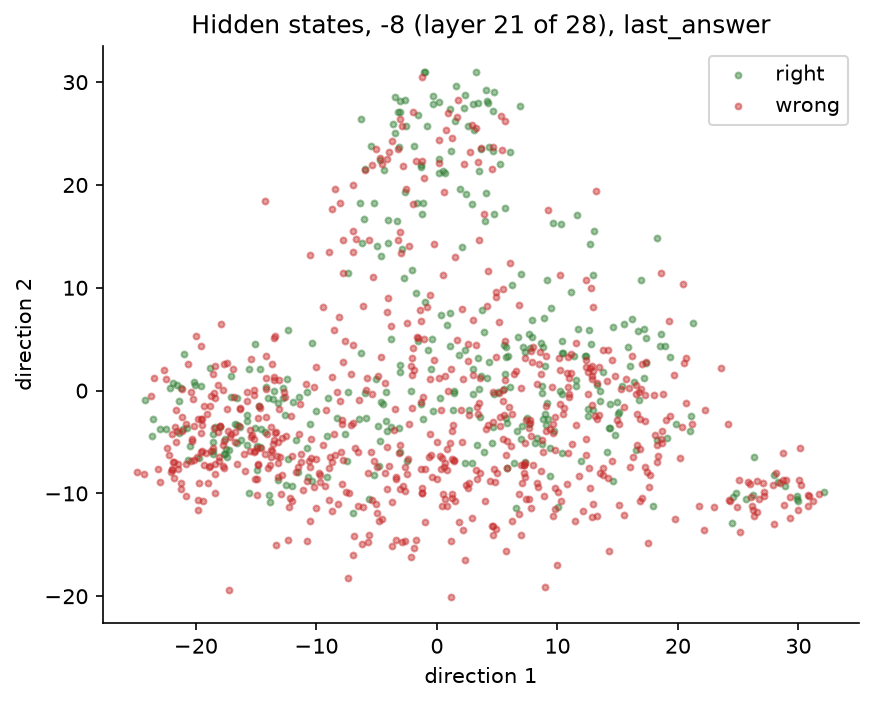 Hidden states, -8 (layer 21 of 28), last_answer
right
wrong
30
20
10
0
−10
−20
direction 2
−20 −10 0 10 20 30
direction 1